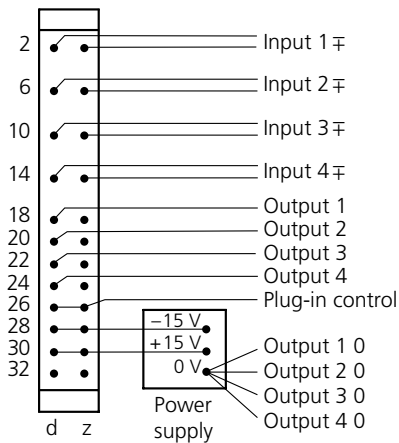 2 Input 1 ∓
6 Input 2 ∓
10 Input 3 ∓
14 Input 4 ∓
18 Output 1
20 Output 2
22 Output 3
24 Output 4
26 Plug-in control
28 −15 V
30 +15 V
32 0 V
Output 1 0
Output 2 0
Output 3 0
Output 4 0
Power
supply
d z